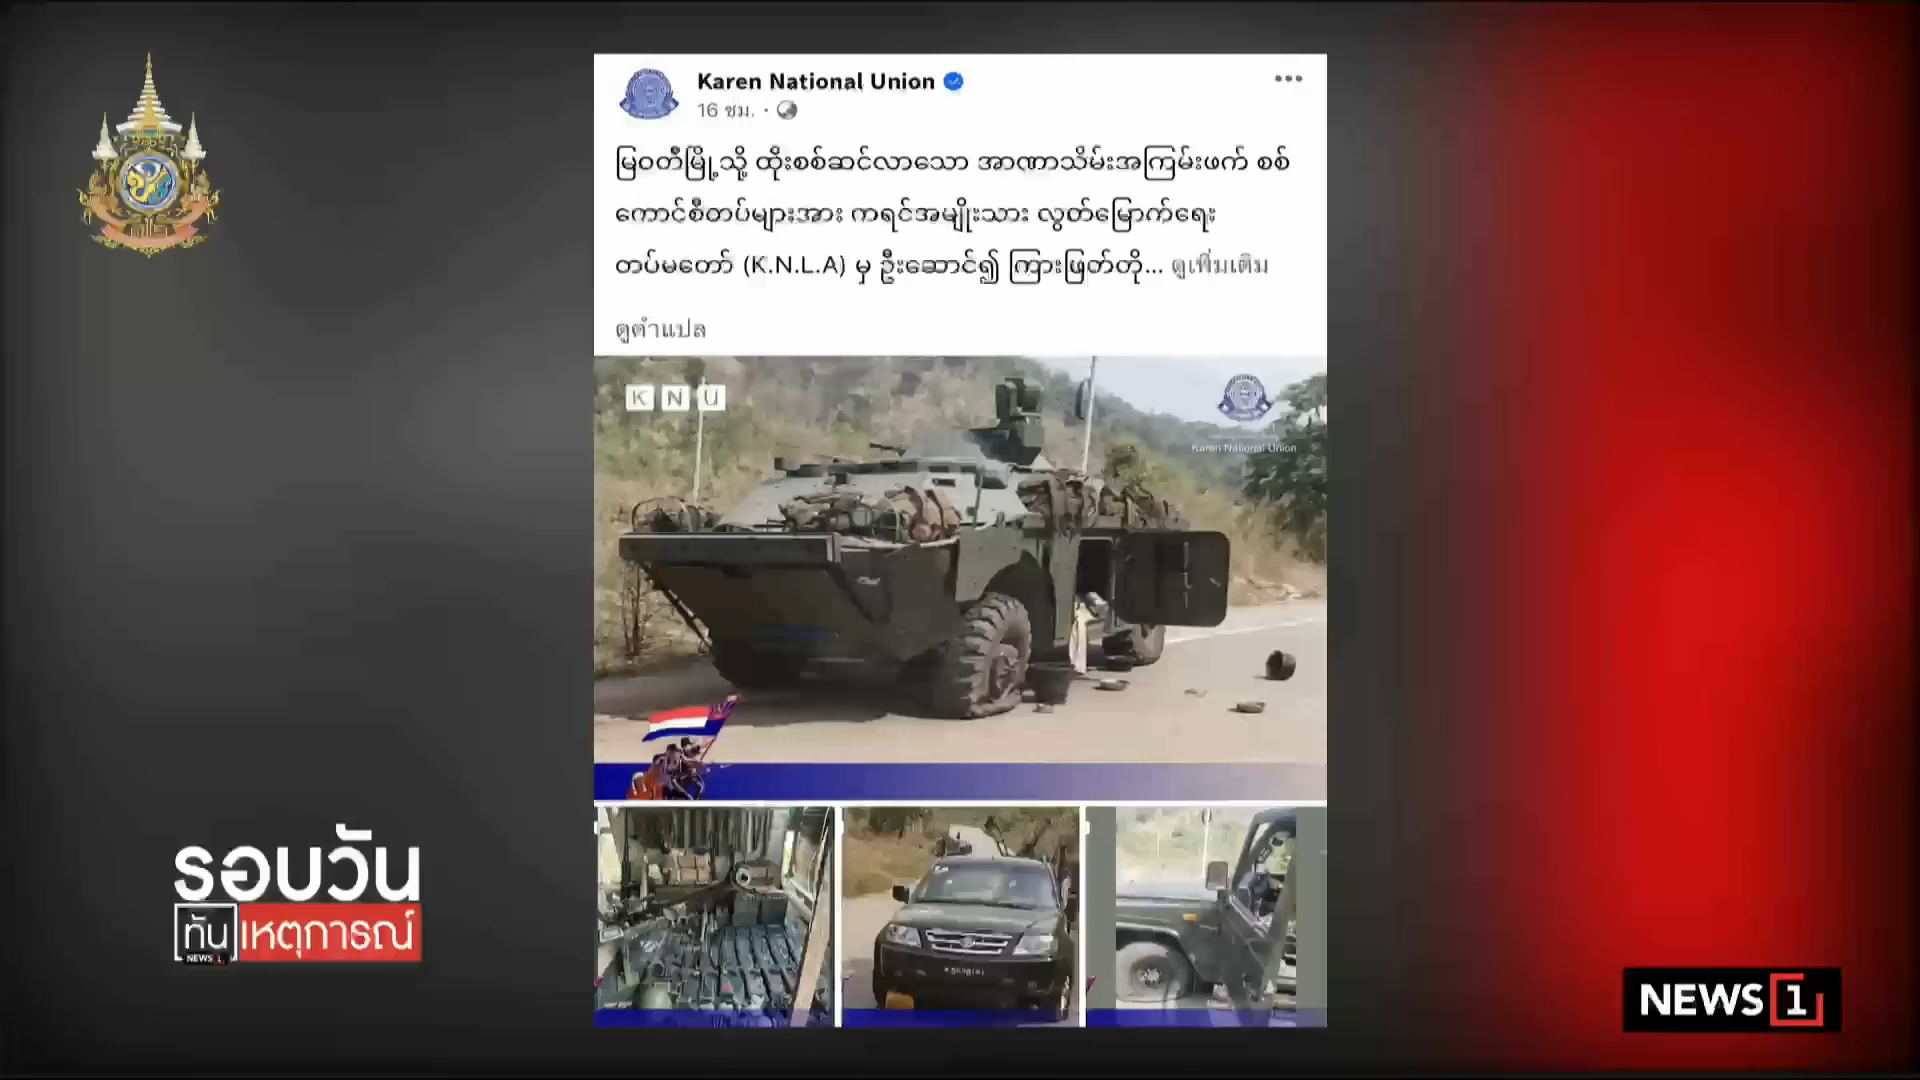 Karen National Union
16 ชม.
မြဝတီမြို့သို့ ထိုးစစ်ဆင်လာသော အာဏာသိမ်းအကြမ်းဖက် စစ်
ကောင်စီတပ်များအား ကရင်အမျိုးသား လွတ်မြောက်ရေး
တပ်မတော် (K.N.L.A) မှ ဦးဆောင်၍ ကြားဖြတ်တို... ดูเพิ่มเติม
ดูคำแปล
KNU
Karen National Union
รอบวัน
ทันเหตุการณ์
NEWS1
NEWS 1